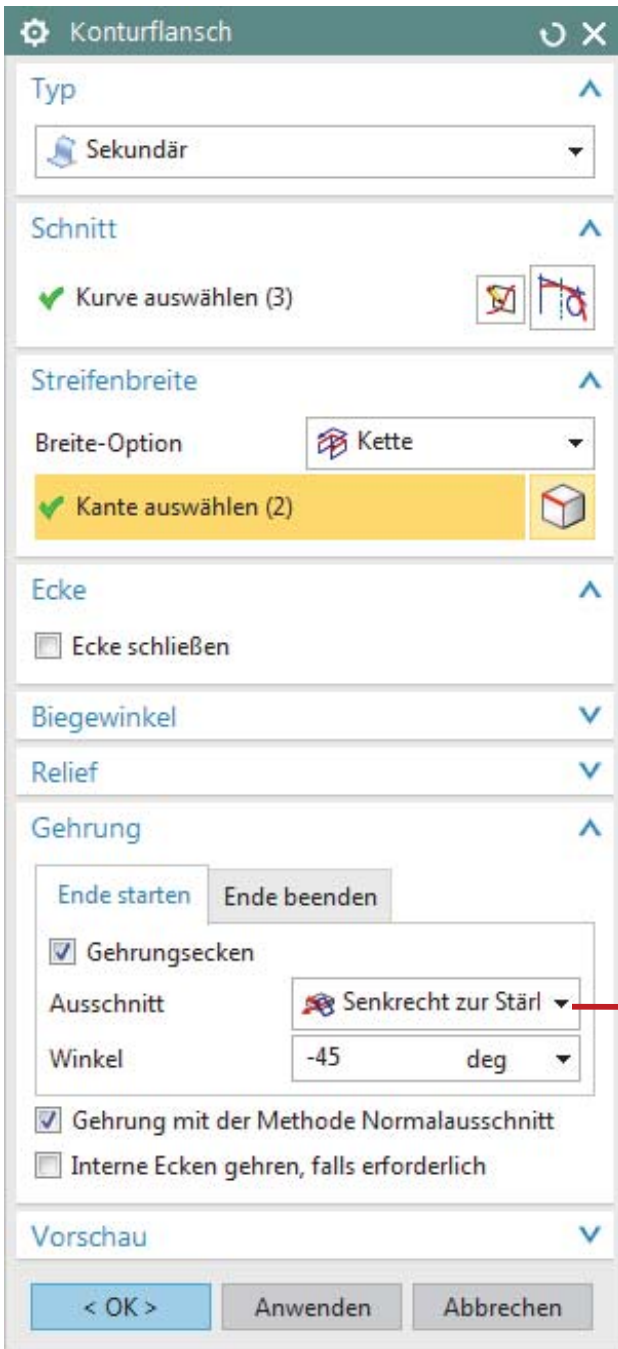 Konturflansch
Typ
Sekundär
Schnitt
Kurve auswählen (3)
Streifenbreite
Breite-Option Kette
Kante auswählen (2)
Ecke
Ecke schließen
Biegewinkel
Relief
Gehrung
Ende starten Ende beenden
Gehrungsecken
Ausschnitt Senkrecht zur Stärl
Winkel -45 deg
Gehrung mit der Methode Normalausschnitt
Interne Ecken gehren, falls erforderlich
Vorschau
< OK > Anwenden Abbrechen